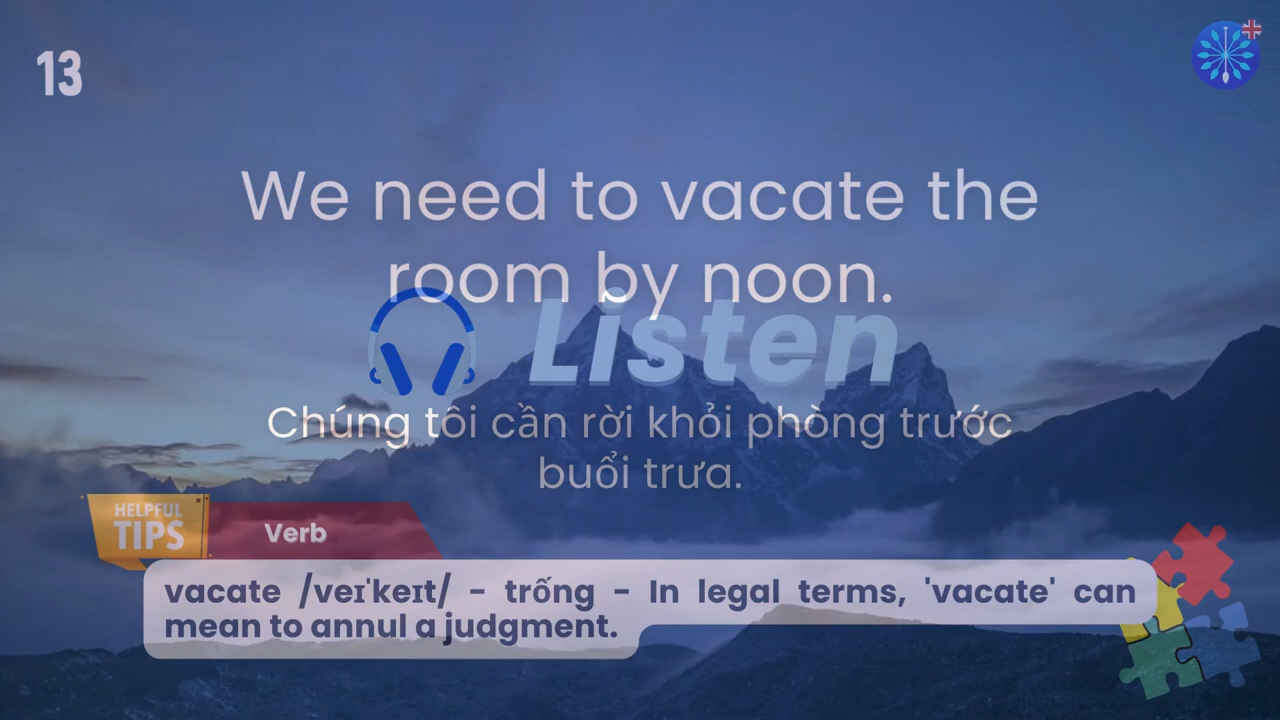 13
We need to vacate the
room by noon.
Listen
Chúng tôi cần rời khỏi phòng trước
buổi trưa.
HELPFUL
TIPS
Verb
vacate /veɪˈkeɪt/ - trống - In legal terms, 'vacate' can
mean to annul a judgment.